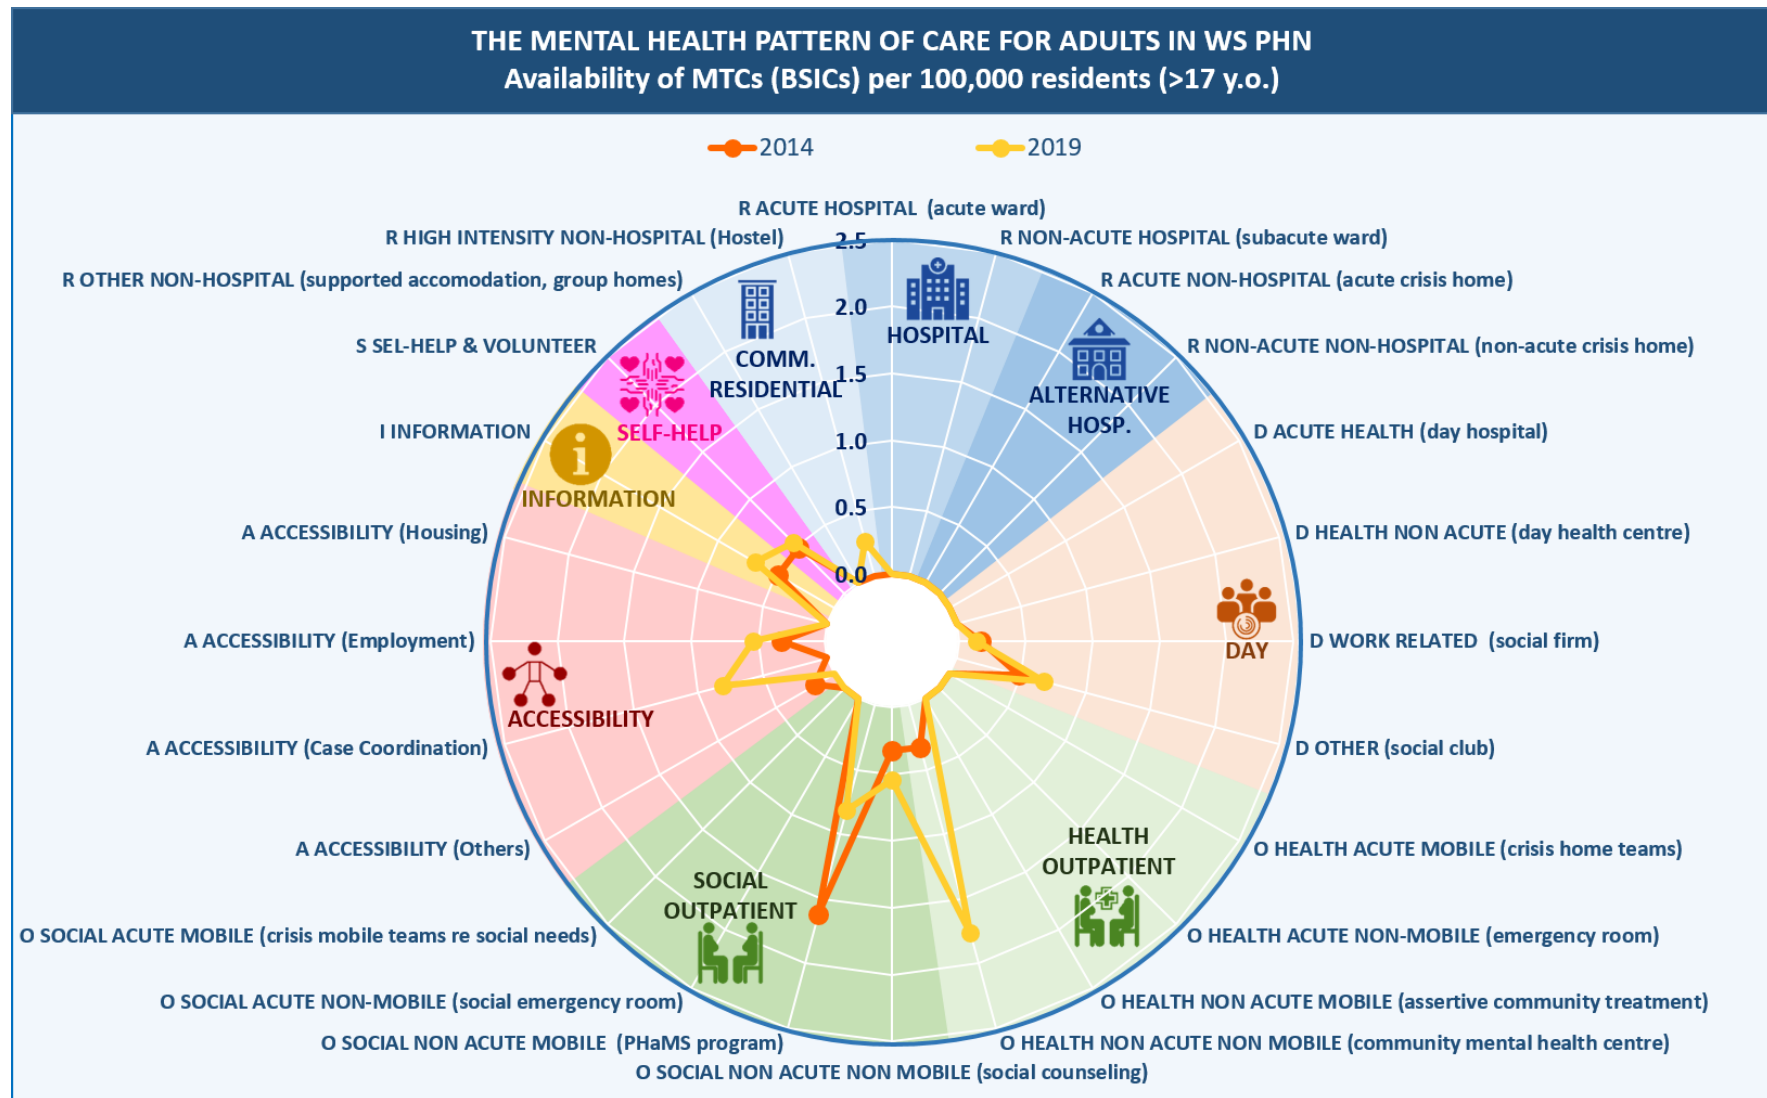 THE MENTAL HEALTH PATTERN OF CARE FOR ADULTS IN WS PHN
Availability of MTCs (BSICs) per 100,000 residents (>17 y.o.)
2014
2019
R ACUTE HOSPITAL (acute ward)
R HIGH INTENSITY NON-HOSPITAL (Hostel)
2.5
R NON-ACUTE HOSPITAL (subacute ward)
R OTHER NON-HOSPITAL (supported accomodation, group homes)
R ACUTE NON-HOSPITAL (acute crisis home)
2.0
HOSPITAL
S SEL-HELP & VOLUNTEER
R NON-ACUTE NON-HOSPITAL (non-acute crisis home)
COMM.
RESIDENTIAL
1.5
ALTERNATIVE
HOSP.
I INFORMATION
SELF-HELP
1.0
D ACUTE HEALTH (day hospital)
INFORMATION
0.5
A ACCESSIBILITY (Housing)
D HEALTH NON ACUTE (day health centre)
0.0
A ACCESSIBILITY (Employment)
D WORK RELATED (social firm)
DAY
ACCESSIBILITY
A ACCESSIBILITY (Case Coordination)
D OTHER (social club)
A ACCESSIBILITY (Others)
HEALTH
OUTPATIENT
O HEALTH ACUTE MOBILE (crisis home teams)
SOCIAL
OUTPATIENT
O SOCIAL ACUTE MOBILE (crisis mobile teams re social needs)
O HEALTH ACUTE NON-MOBILE (emergency room)
O SOCIAL ACUTE NON-MOBILE (social emergency room)
O HEALTH NON ACUTE MOBILE (assertive community treatment)
O SOCIAL NON ACUTE MOBILE (PHaMS program)
O HEALTH NON ACUTE NON MOBILE (community mental health centre)
O SOCIAL NON ACUTE NON MOBILE (social counseling)